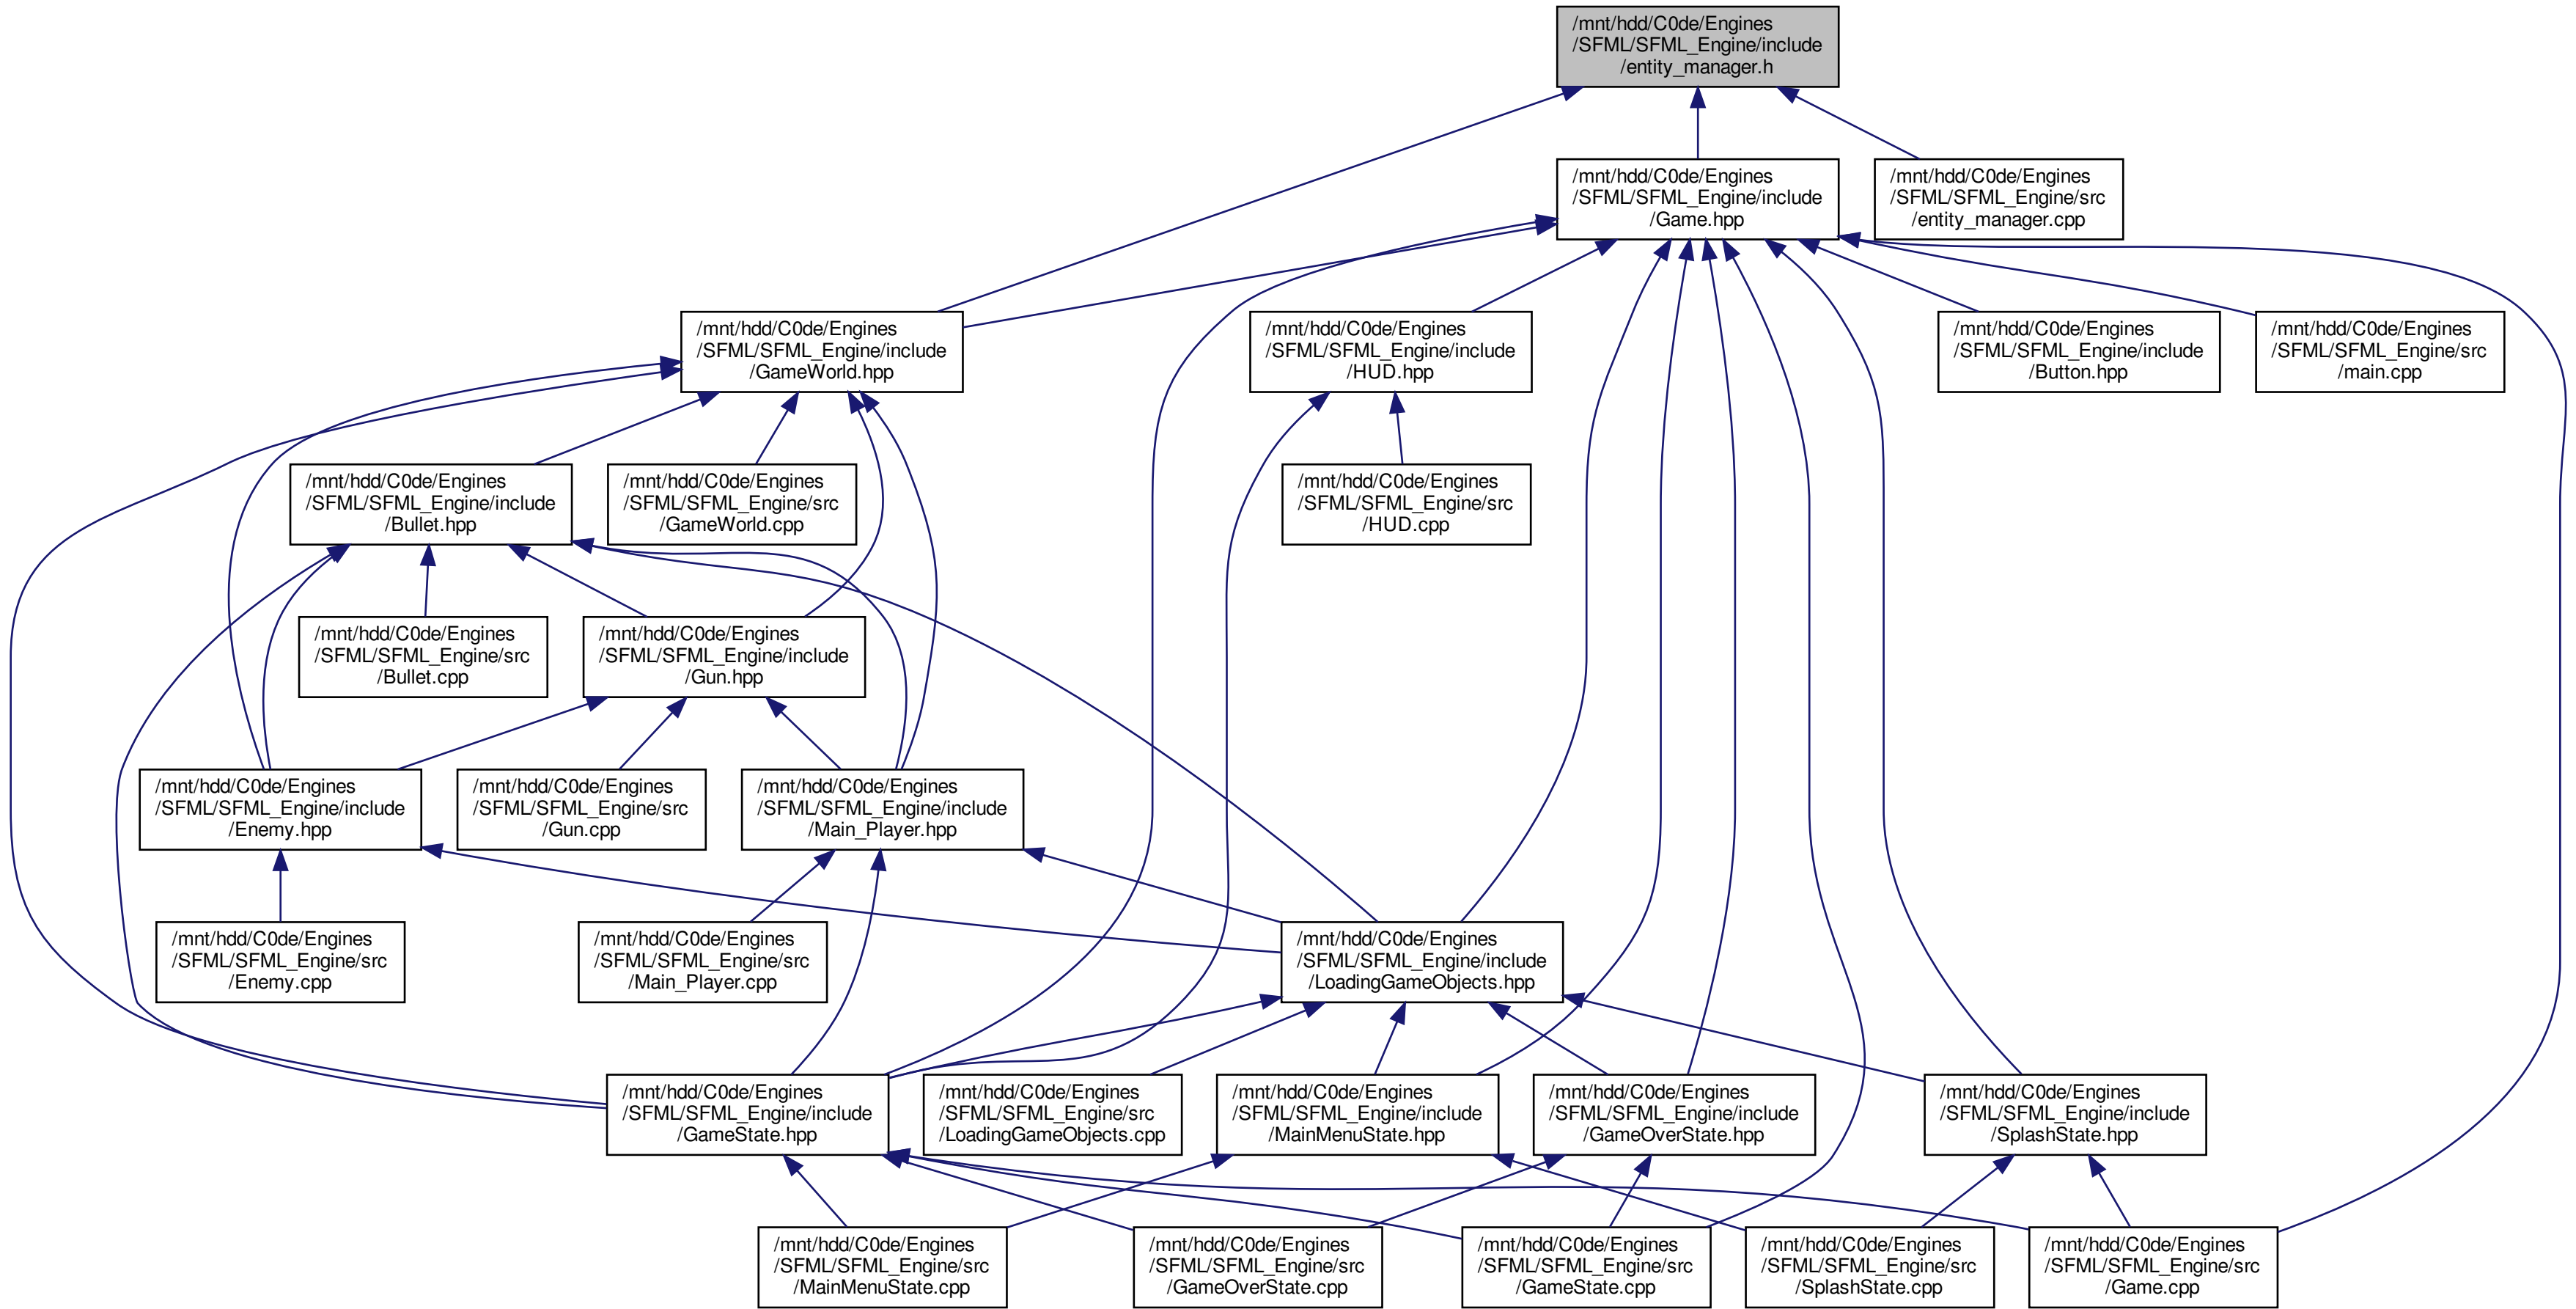 /mnt/hdd/C0de/Engines
/SFML/SFML_Engine/include
/entity_manager.h
/mnt/hdd/C0de/Engines
/SFML/SFML_Engine/include
/Game.hpp
/mnt/hdd/C0de/Engines
/SFML/SFML_Engine/src
/entity_manager.cpp
/mnt/hdd/C0de/Engines
/SFML/SFML_Engine/include
/GameWorld.hpp
/mnt/hdd/C0de/Engines
/SFML/SFML_Engine/include
/HUD.hpp
/mnt/hdd/C0de/Engines
/SFML/SFML_Engine/include
/Button.hpp
/mnt/hdd/C0de/Engines
/SFML/SFML_Engine/src
/main.cpp
/mnt/hdd/C0de/Engines
/SFML/SFML_Engine/include
/Bullet.hpp
/mnt/hdd/C0de/Engines
/SFML/SFML_Engine/src
/GameWorld.cpp
/mnt/hdd/C0de/Engines
/SFML/SFML_Engine/src
/HUD.cpp
/mnt/hdd/C0de/Engines
/SFML/SFML_Engine/src
/Bullet.cpp
/mnt/hdd/C0de/Engines
/SFML/SFML_Engine/include
/Gun.hpp
/mnt/hdd/C0de/Engines
/SFML/SFML_Engine/include
/Enemy.hpp
/mnt/hdd/C0de/Engines
/SFML/SFML_Engine/src
/Gun.cpp
/mnt/hdd/C0de/Engines
/SFML/SFML_Engine/include
/Main_Player.hpp
/mnt/hdd/C0de/Engines
/SFML/SFML_Engine/src
/Enemy.cpp
/mnt/hdd/C0de/Engines
/SFML/SFML_Engine/src
/Main_Player.cpp
/mnt/hdd/C0de/Engines
/SFML/SFML_Engine/include
/LoadingGameObjects.hpp
/mnt/hdd/C0de/Engines
/SFML/SFML_Engine/include
/GameState.hpp
/mnt/hdd/C0de/Engines
/SFML/SFML_Engine/src
/LoadingGameObjects.cpp
/mnt/hdd/C0de/Engines
/SFML/SFML_Engine/include
/MainMenuState.hpp
/mnt/hdd/C0de/Engines
/SFML/SFML_Engine/include
/GameOverState.hpp
/mnt/hdd/C0de/Engines
/SFML/SFML_Engine/include
/SplashState.hpp
/mnt/hdd/C0de/Engines
/SFML/SFML_Engine/src
/MainMenuState.cpp
/mnt/hdd/C0de/Engines
/SFML/SFML_Engine/src
/GameOverState.cpp
/mnt/hdd/C0de/Engines
/SFML/SFML_Engine/src
/GameState.cpp
/mnt/hdd/C0de/Engines
/SFML/SFML_Engine/src
/SplashState.cpp
/mnt/hdd/C0de/Engines
/SFML/SFML_Engine/src
/Game.cpp